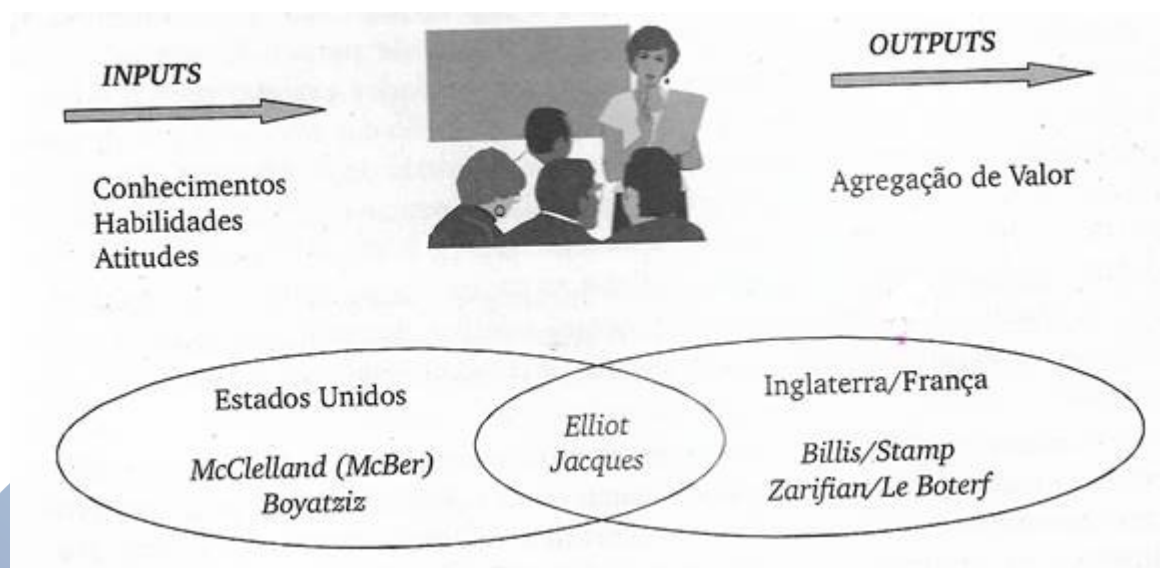 INPUTS
Conhecimentos
Habilidades
Atitudes
OUTPUTS
Agregação de Valor
Estados Unidos
McClelland (McBer)
Boyatziz
Elliot
Jacques
Inglaterra/França
Billis/Stamp
Zarifian/Le Boterf